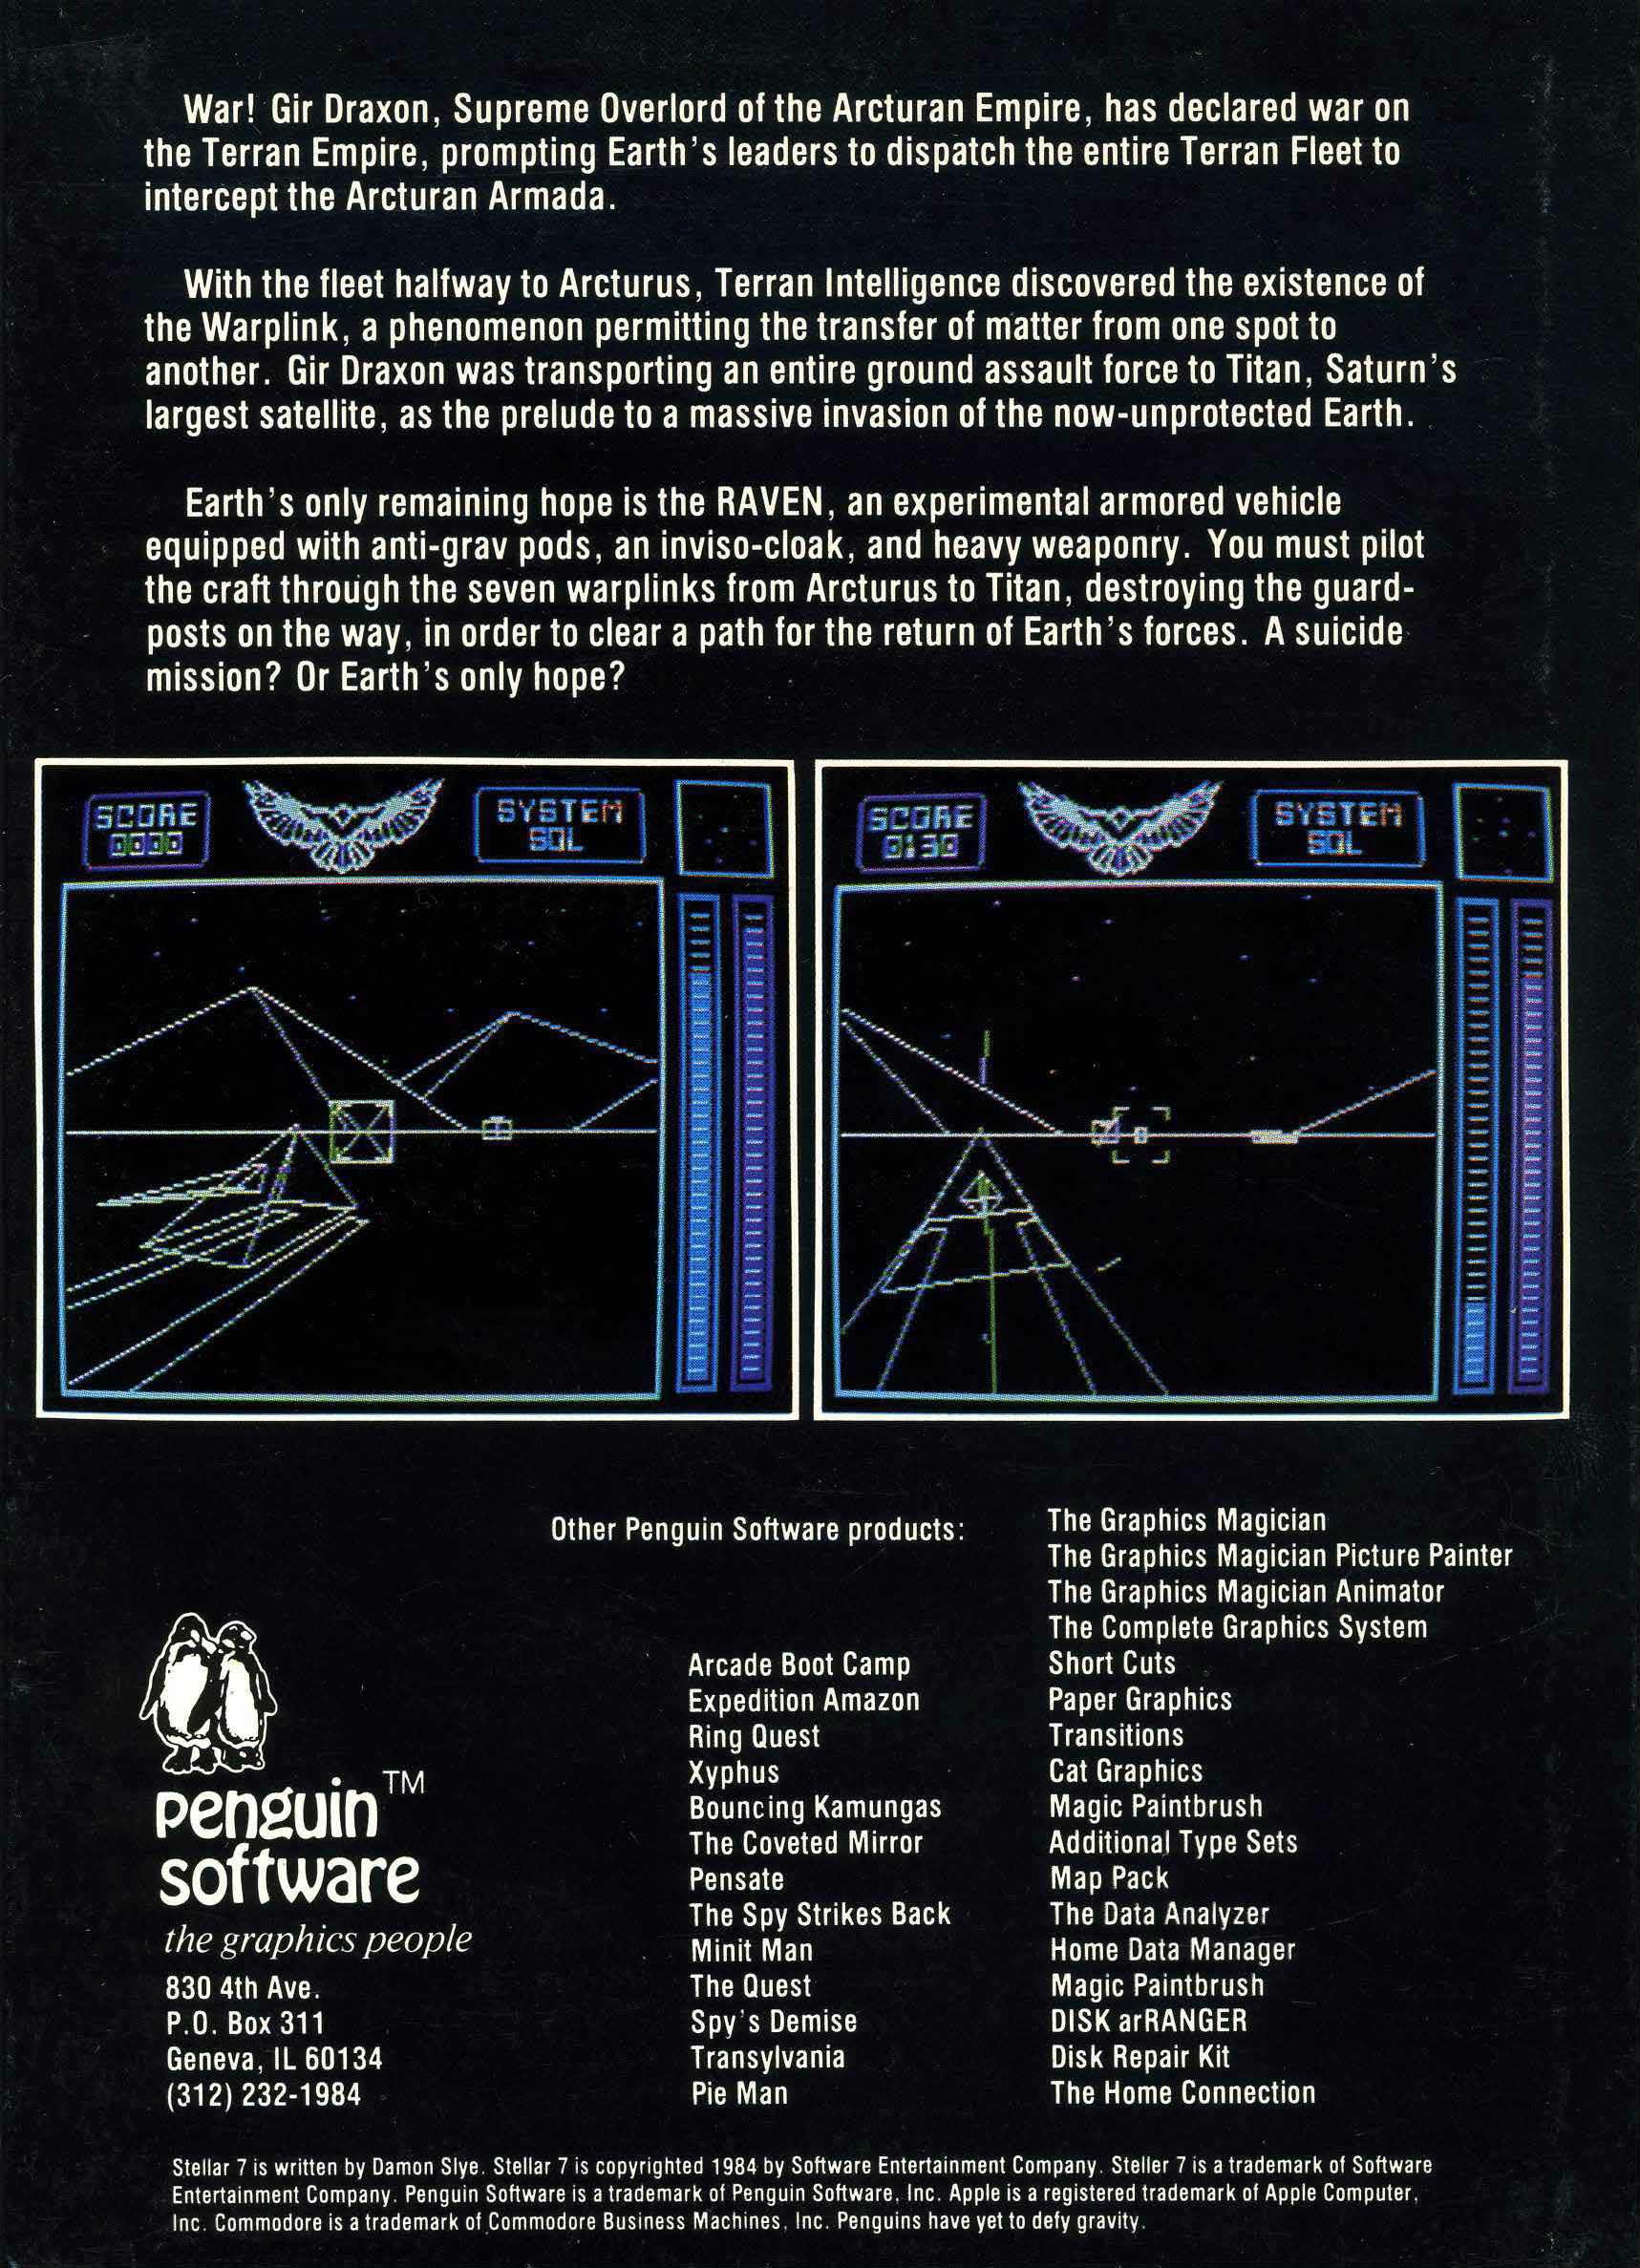 War! Gir Draxon, Supreme Overlord of the Arcturan Empire, has declared war on
the Terran Empire, prompting Earth's leaders to dispatch the entire Terran Fleet to
intercept the Arcturan Armada.
With the fleet halfway to Arcturus, Terran Intelligence discovered the existence of
the Warplink, a phenomenon permitting the transfer of matter from one spot to
another. Gir Draxon was transporting an entire ground assault force to Titan, Saturn's
largest satellite, as the prelude to a massive invasion of the now-unprotected Earth.
Earth's only remaining hope is the RAVEN, an experimental armored vehicle
equipped with anti-grav pods, an inviso-cloak, and heavy weaponry. You must pilot
the craft through the seven warplinks from Arcturus to Titan, destroying the guard-
posts on the way, in order to clear a path for the return of Earth's forces. A suicide
mission? Or Earth's only hope?
SCORE
0000
SYSTEM
SOL
SCORE
0130
SYSTEM
SOL
Other Penguin Software products:
Arcade Boot Camp
Expedition Amazon
Ring Quest
Xyphus
Bouncing Kamungas
The Coveted Mirror
Pensate
The Spy Strikes Back
Minit Man
The Quest
Spy's Demise
Transylvania
Pie Man
The Graphics Magician
The Graphics Magician Picture Painter
The Graphics Magician Animator
The Complete Graphics System
Short Cuts
Paper Graphics
Transitions
Cat Graphics
Magic Paintbrush
Additional Type Sets
Map Pack
The Data Analyzer
Home Data Manager
Magic Paintbrush
DISK arRANGER
Disk Repair Kit
The Home Connection
penguin™
software
the graphics people
830 4th Ave.
P.O. Box 311
Geneva, IL 60134
(312) 232-1984
Stellar 7 is written by Damon Slye. Stellar 7 is copyrighted 1984 by Software Entertainment Company. Steller 7 is a trademark of Software
Entertainment Company. Penguin Software is a trademark of Penguin Software, Inc. Apple is a registered trademark of Apple Computer,
Inc. Commodore is a trademark of Commodore Business Machines, Inc. Penguins have yet to defy gravity.